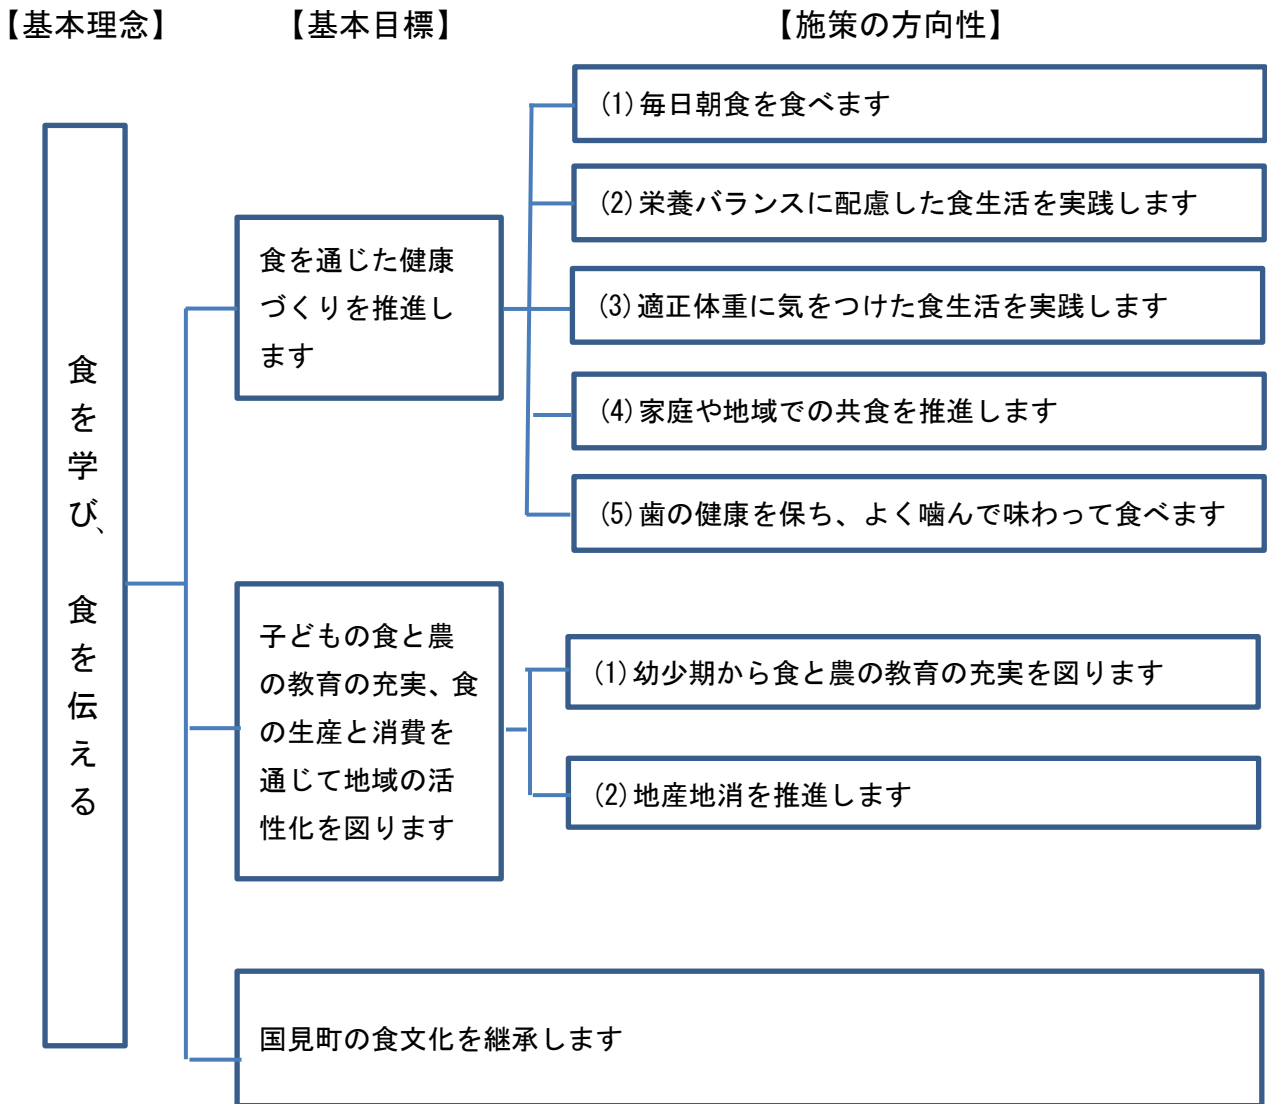 【基本理念】 【基本目標】 【施策の方向性】
食を学び、食を伝える
食を通じた健康
づくりを推進し
ます
(1)毎日朝食を食べます
(2)栄養バランスに配慮した食生活を実践します
(3)適正体重に気をつけた食生活を実践します
(4)家庭や地域での共食を推進します
(5)歯の健康を保ち、よく噛んで味わって食べます
子どもの食と農
の教育の充実、食
の生産と消費を
通じて地域の活
性化を図ります
(1)幼少期から食と農の教育の充実を図ります
(2)地産地消を推進します
国見町の食文化を継承します